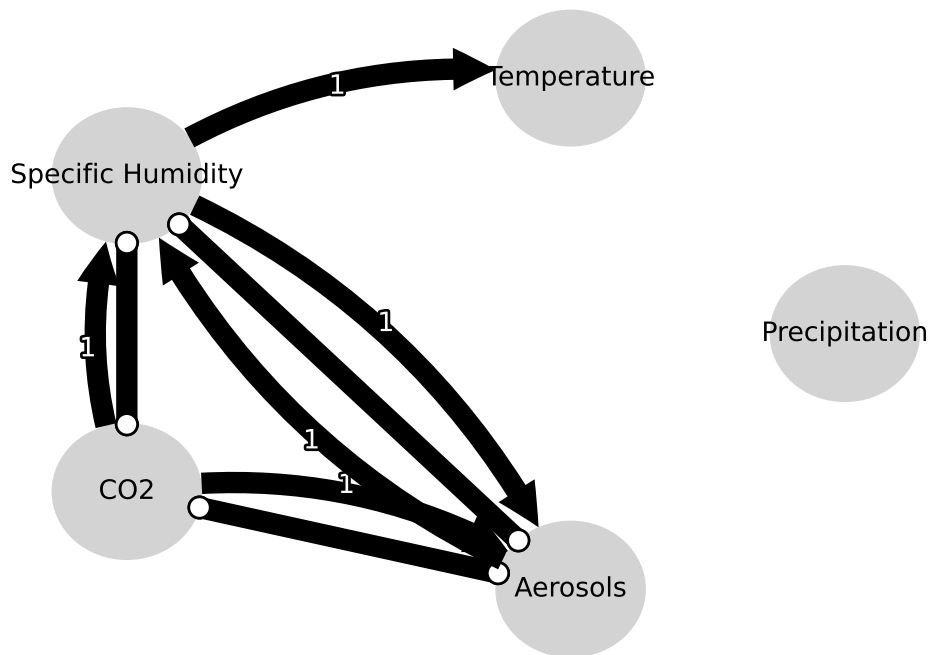 Temperature
1
Specific Humidity
1
Precipitation
1
1
1
CO2
Aerosols